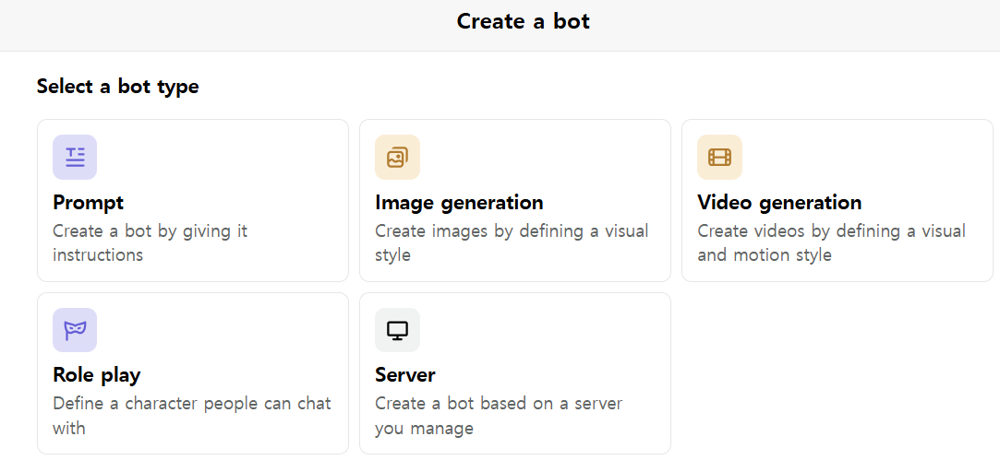 Create a bot
Select a bot type
Prompt
Create a bot by giving it
instructions
Image generation
Create images by defining a visual
style
Video generation
Create videos by defining a visual
and motion style
Role play
Define a character people can chat
with
Server
Create a bot based on a server
you manage